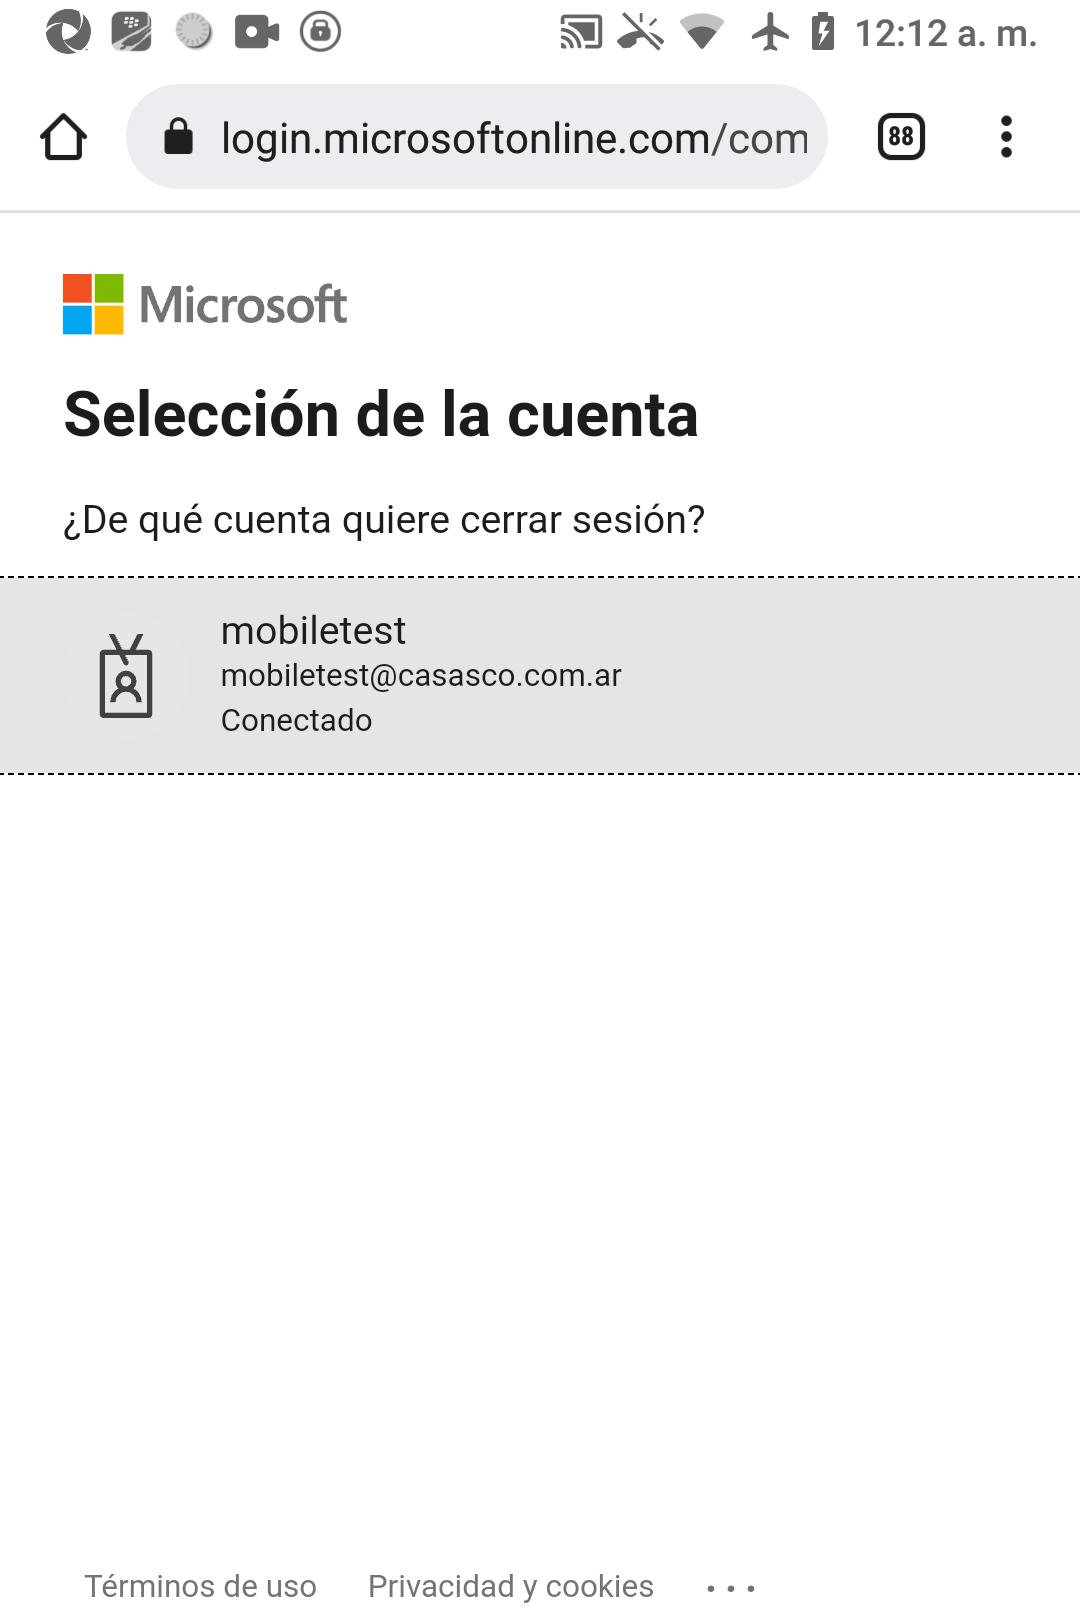 12:12 a. m.
login.microsoftonline.com/com
88
Microsoft
Selección de la cuenta
¿De qué cuenta quiere cerrar sesión?
mobiletest
mobiletest@casasco.com.ar
Conectado
Términos de uso Privacidad y cookies ...